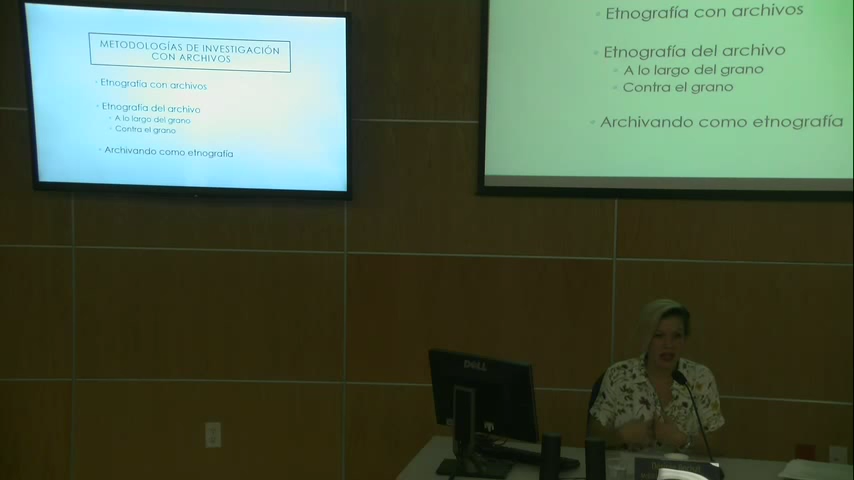 METODOLOGÍAS DE INVESTIGACIÓN
CON ARCHIVOS
Etnografía con archivos
Etnografía del archivo
A lo largo del grano
Contra el grano
Archivando como etnografía
Etnografía con archivos
Etnografía del archivo
A lo largo del grano
Contra el grano
Archivando como etnografía
DELL